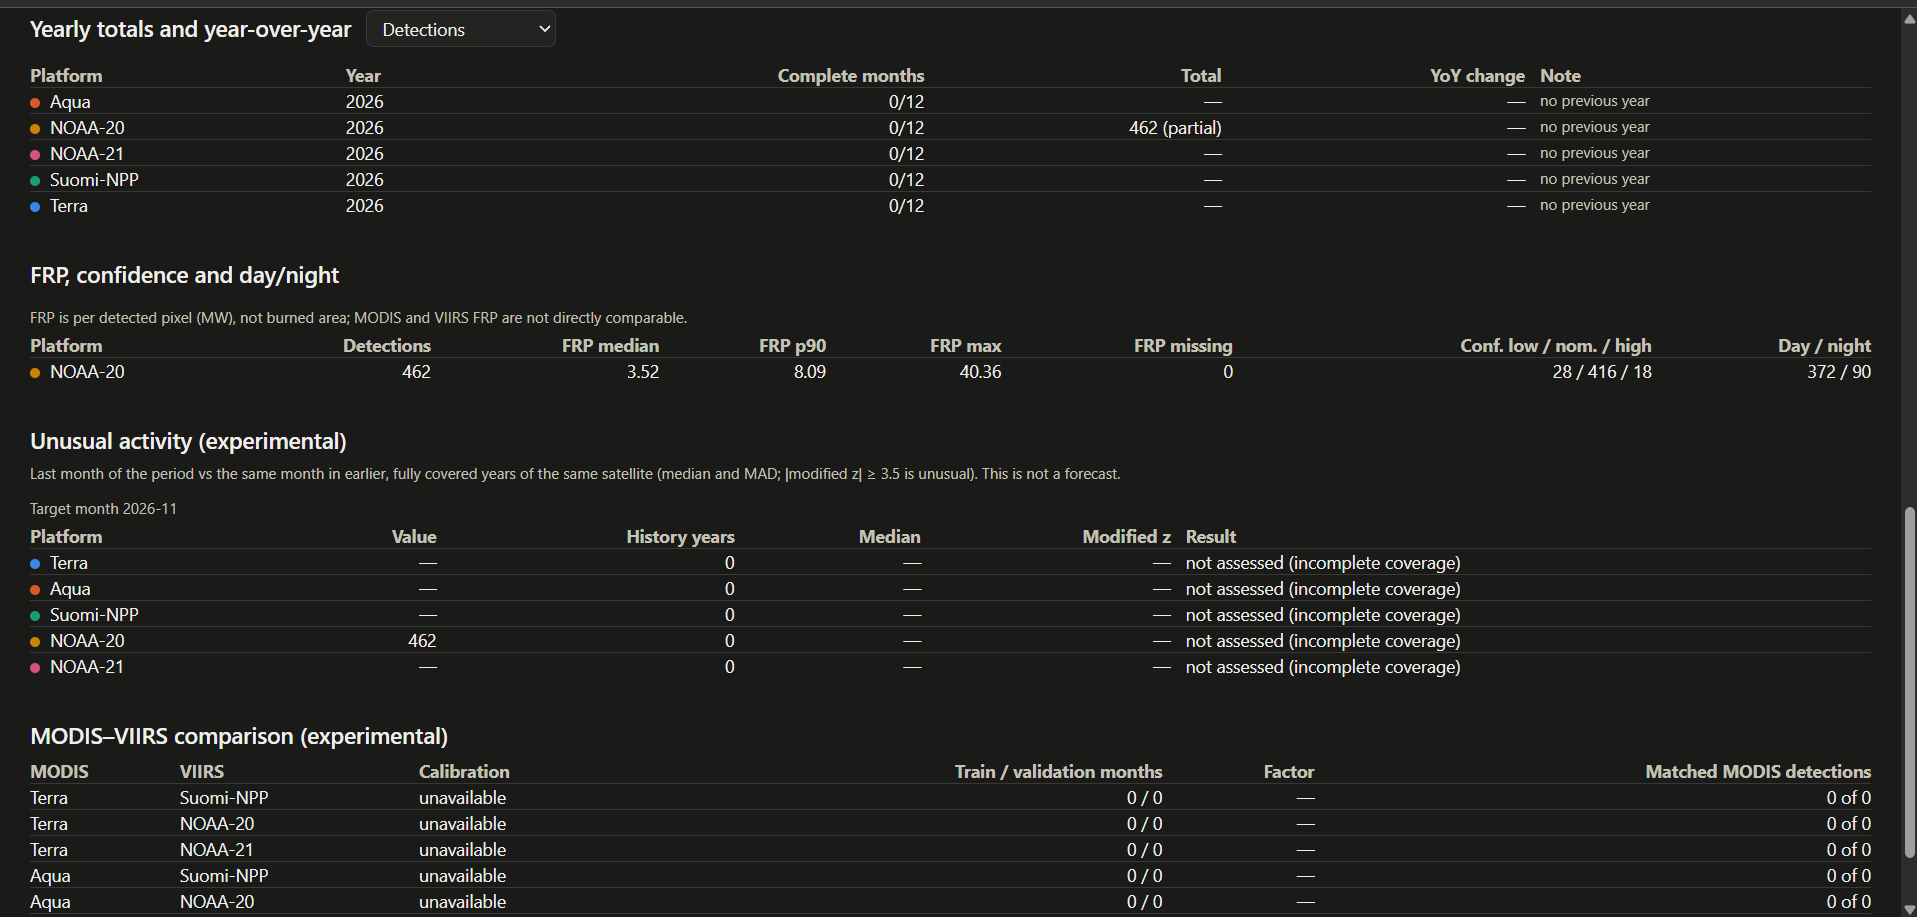 Yearly totals and year-over-year Detections
Platform Year Complete months Total YoY change Note
Aqua 2026 0/12 — — no previous year
NOAA-20 2026 0/12 462 (partial) — no previous year
NOAA-21 2026 0/12 — — no previous year
Suomi-NPP 2026 0/12 — — no previous year
Terra 2026 0/12 — — no previous year
FRP, confidence and day/night
FRP is per detected pixel (MW), not burned area; MODIS and VIIRS FRP are not directly comparable.
Platform Detections FRP median FRP p90 FRP max FRP missing Conf. low / nom. / high Day / night
NOAA-20 462 3.52 8.09 40.36 0 28 / 416 / 18 372 / 90
Unusual activity (experimental)
Last month of the period vs the same month in earlier, fully covered years of the same satellite (median and MAD; |modified z| ≥ 3.5 is unusual). This is not a forecast.
Target month 2026-11
Platform Value History years Median Modified z Result
Terra — 0 — — not assessed (incomplete coverage)
Aqua — 0 — — not assessed (incomplete coverage)
Suomi-NPP — 0 — — not assessed (incomplete coverage)
NOAA-20 462 0 — — not assessed (incomplete coverage)
NOAA-21 — 0 — — not assessed (incomplete coverage)
MODIS–VIIRS comparison (experimental)
MODIS VIIRS Calibration Train / validation months Factor Matched MODIS detections
Terra Suomi-NPP unavailable 0 / 0 — 0 of 0
Terra NOAA-20 unavailable 0 / 0 — 0 of 0
Terra NOAA-21 unavailable 0 / 0 — 0 of 0
Aqua Suomi-NPP unavailable 0 / 0 — 0 of 0
Aqua NOAA-20 unavailable 0 / 0 — 0 of 0